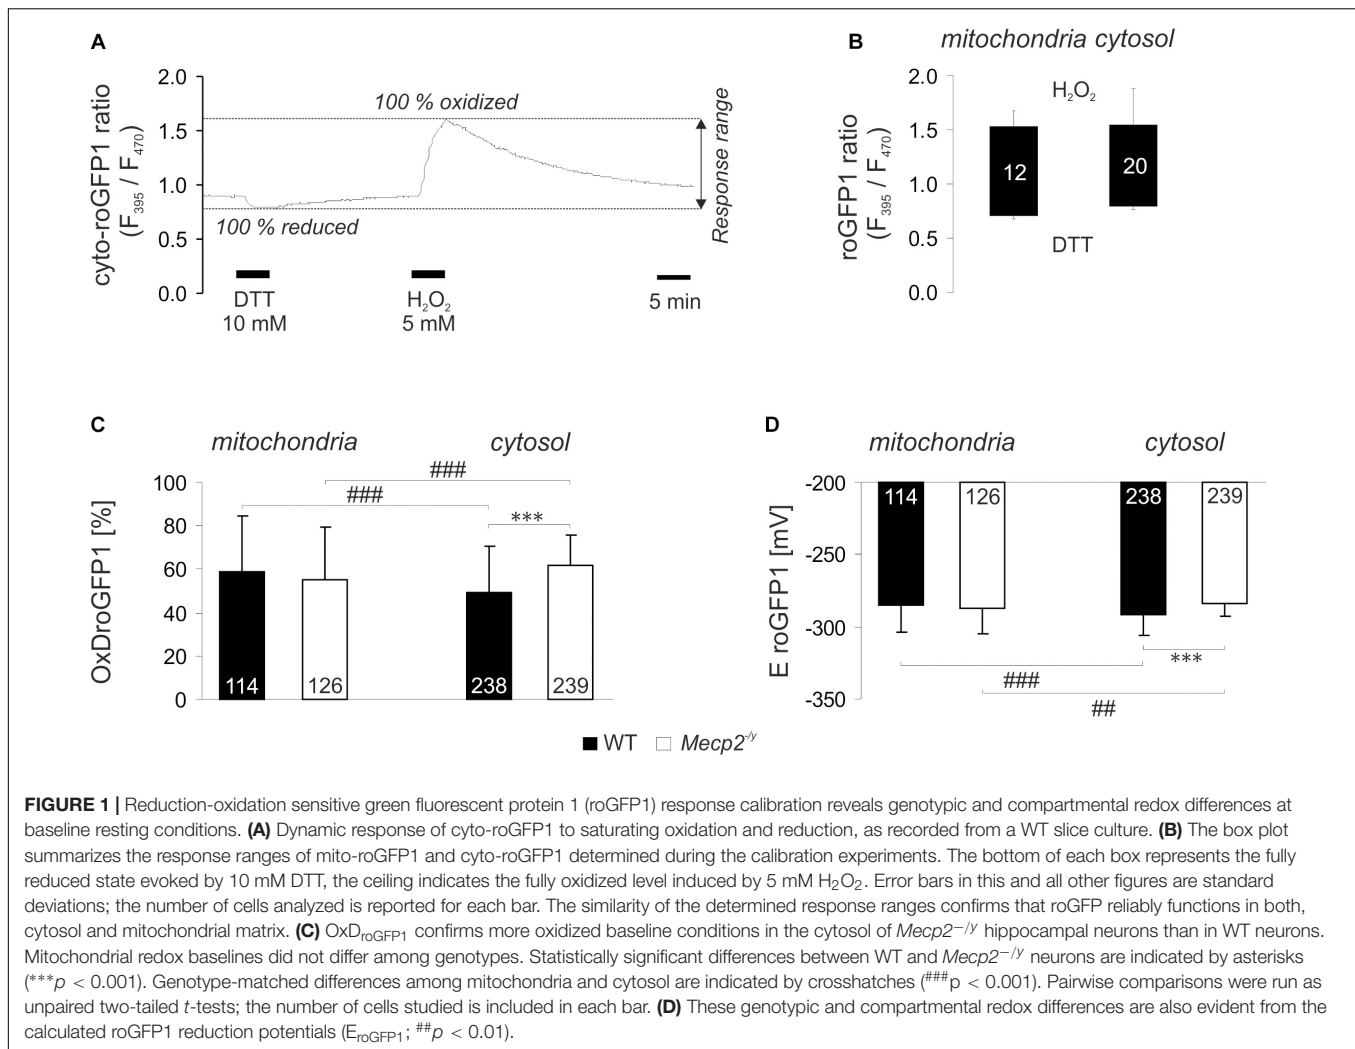 A
cyto-roGFP1 ratio
(F395 / F470)
2.0
1.5
1.0
0.5
0.0
100 % oxidized
100 % reduced
Response range
DTT
10 mM
H2O2
5 mM
5 min
B
mitochondria cytosol
roGFP1 ratio
(F395 / F470)
2.0
1.5
1.0
0.5
0.0
H2O2
12
20
DTT
C
mitochondria cytosol
OxDroGFP1 [%]
100
80
60
40
20
0
###
###
***
114
126
238
239
D
mitochondria cytosol
E roGFP1 [mV]
-200
-250
-300
-350
114
126
238
239
***
###
##
WT Mecp2-/y
FIGURE 1 | Reduction-oxidation sensitive green fluorescent protein 1 (roGFP1) response calibration reveals genotypic and compartmental redox differences at
baseline resting conditions. (A) Dynamic response of cyto-roGFP1 to saturating oxidation and reduction, as recorded from a WT slice culture. (B) The box plot
summarizes the response ranges of mito-roGFP1 and cyto-roGFP1 determined during the calibration experiments. The bottom of each box represents the fully
reduced state evoked by 10 mM DTT, the ceiling indicates the fully oxidized level induced by 5 mM H2O2. Error bars in this and all other figures are standard
deviations; the number of cells analyzed is reported for each bar. The similarity of the determined response ranges confirms that roGFP reliably functions in both,
cytosol and mitochondrial matrix. (C) OxDroGFP1 confirms more oxidized baseline conditions in the cytosol of Mecp2−/y hippocampal neurons than in WT neurons.
Mitochondrial redox baselines did not differ among genotypes. Statistically significant differences between WT and Mecp2−/y neurons are indicated by asterisks
(***p < 0.001). Genotype-matched differences among mitochondria and cytosol are indicated by crosshatches (###p < 0.001). Pairwise comparisons were run as
unpaired two-tailed t-tests; the number of cells studied is included in each bar. (D) These genotypic and compartmental redox differences are also evident from the
calculated roGFP1 reduction potentials (EroGFP1; ##p < 0.01).